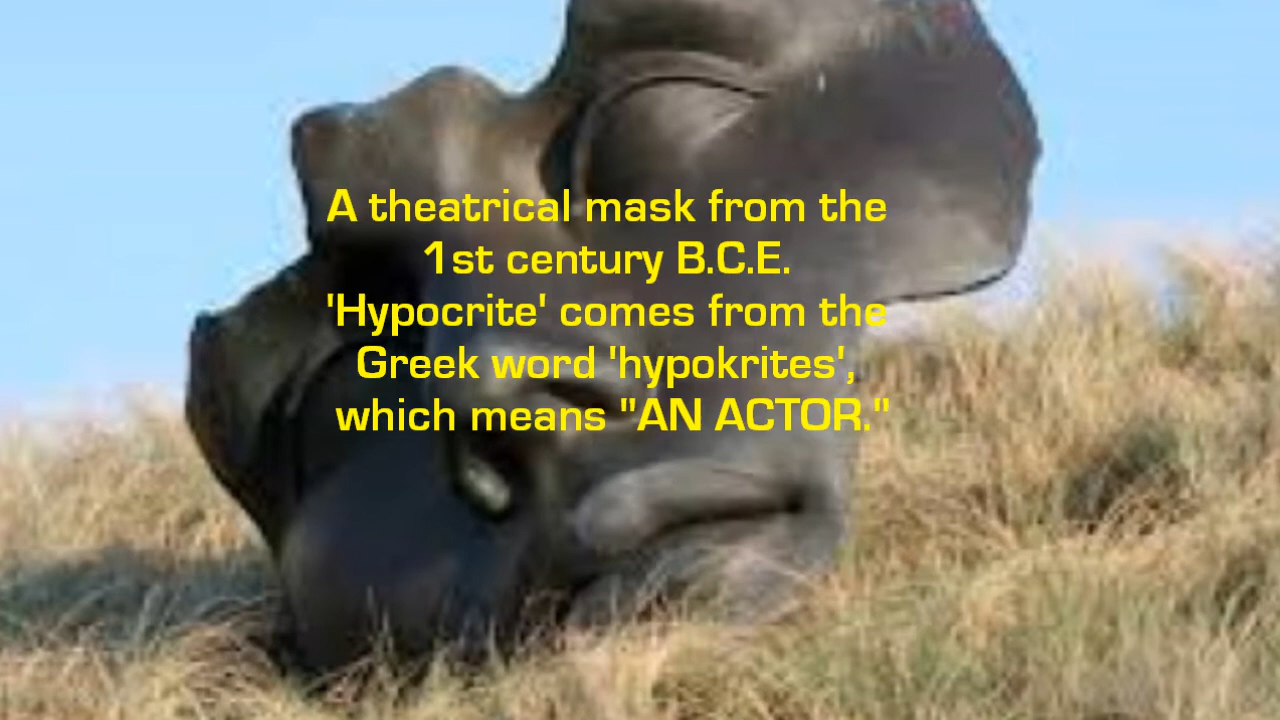 A theatrical mask from the
1st century B.C.E.
'Hypocrite' comes from the
Greek word 'hypokrites',
which means "AN ACTOR."